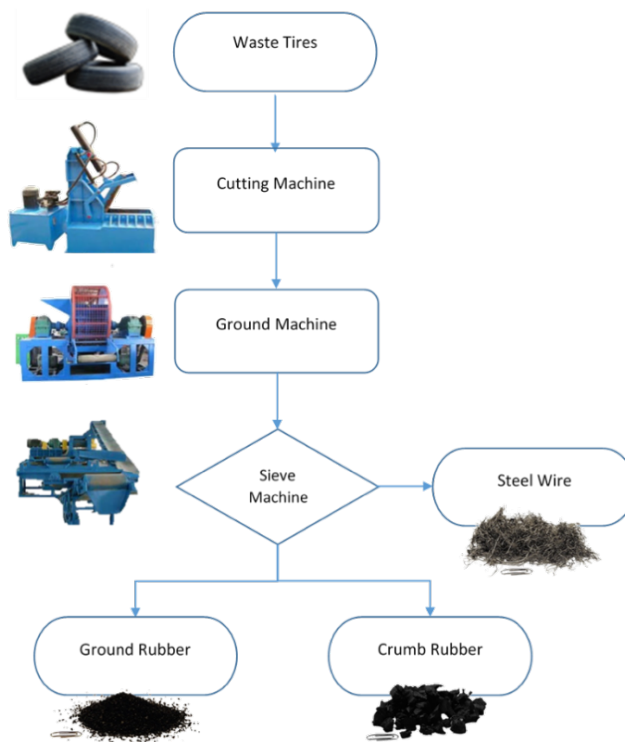 Waste Tires
Cutting Machine
Ground Machine
Sieve
Machine
Steel Wire
Ground Rubber
Crumb Rubber